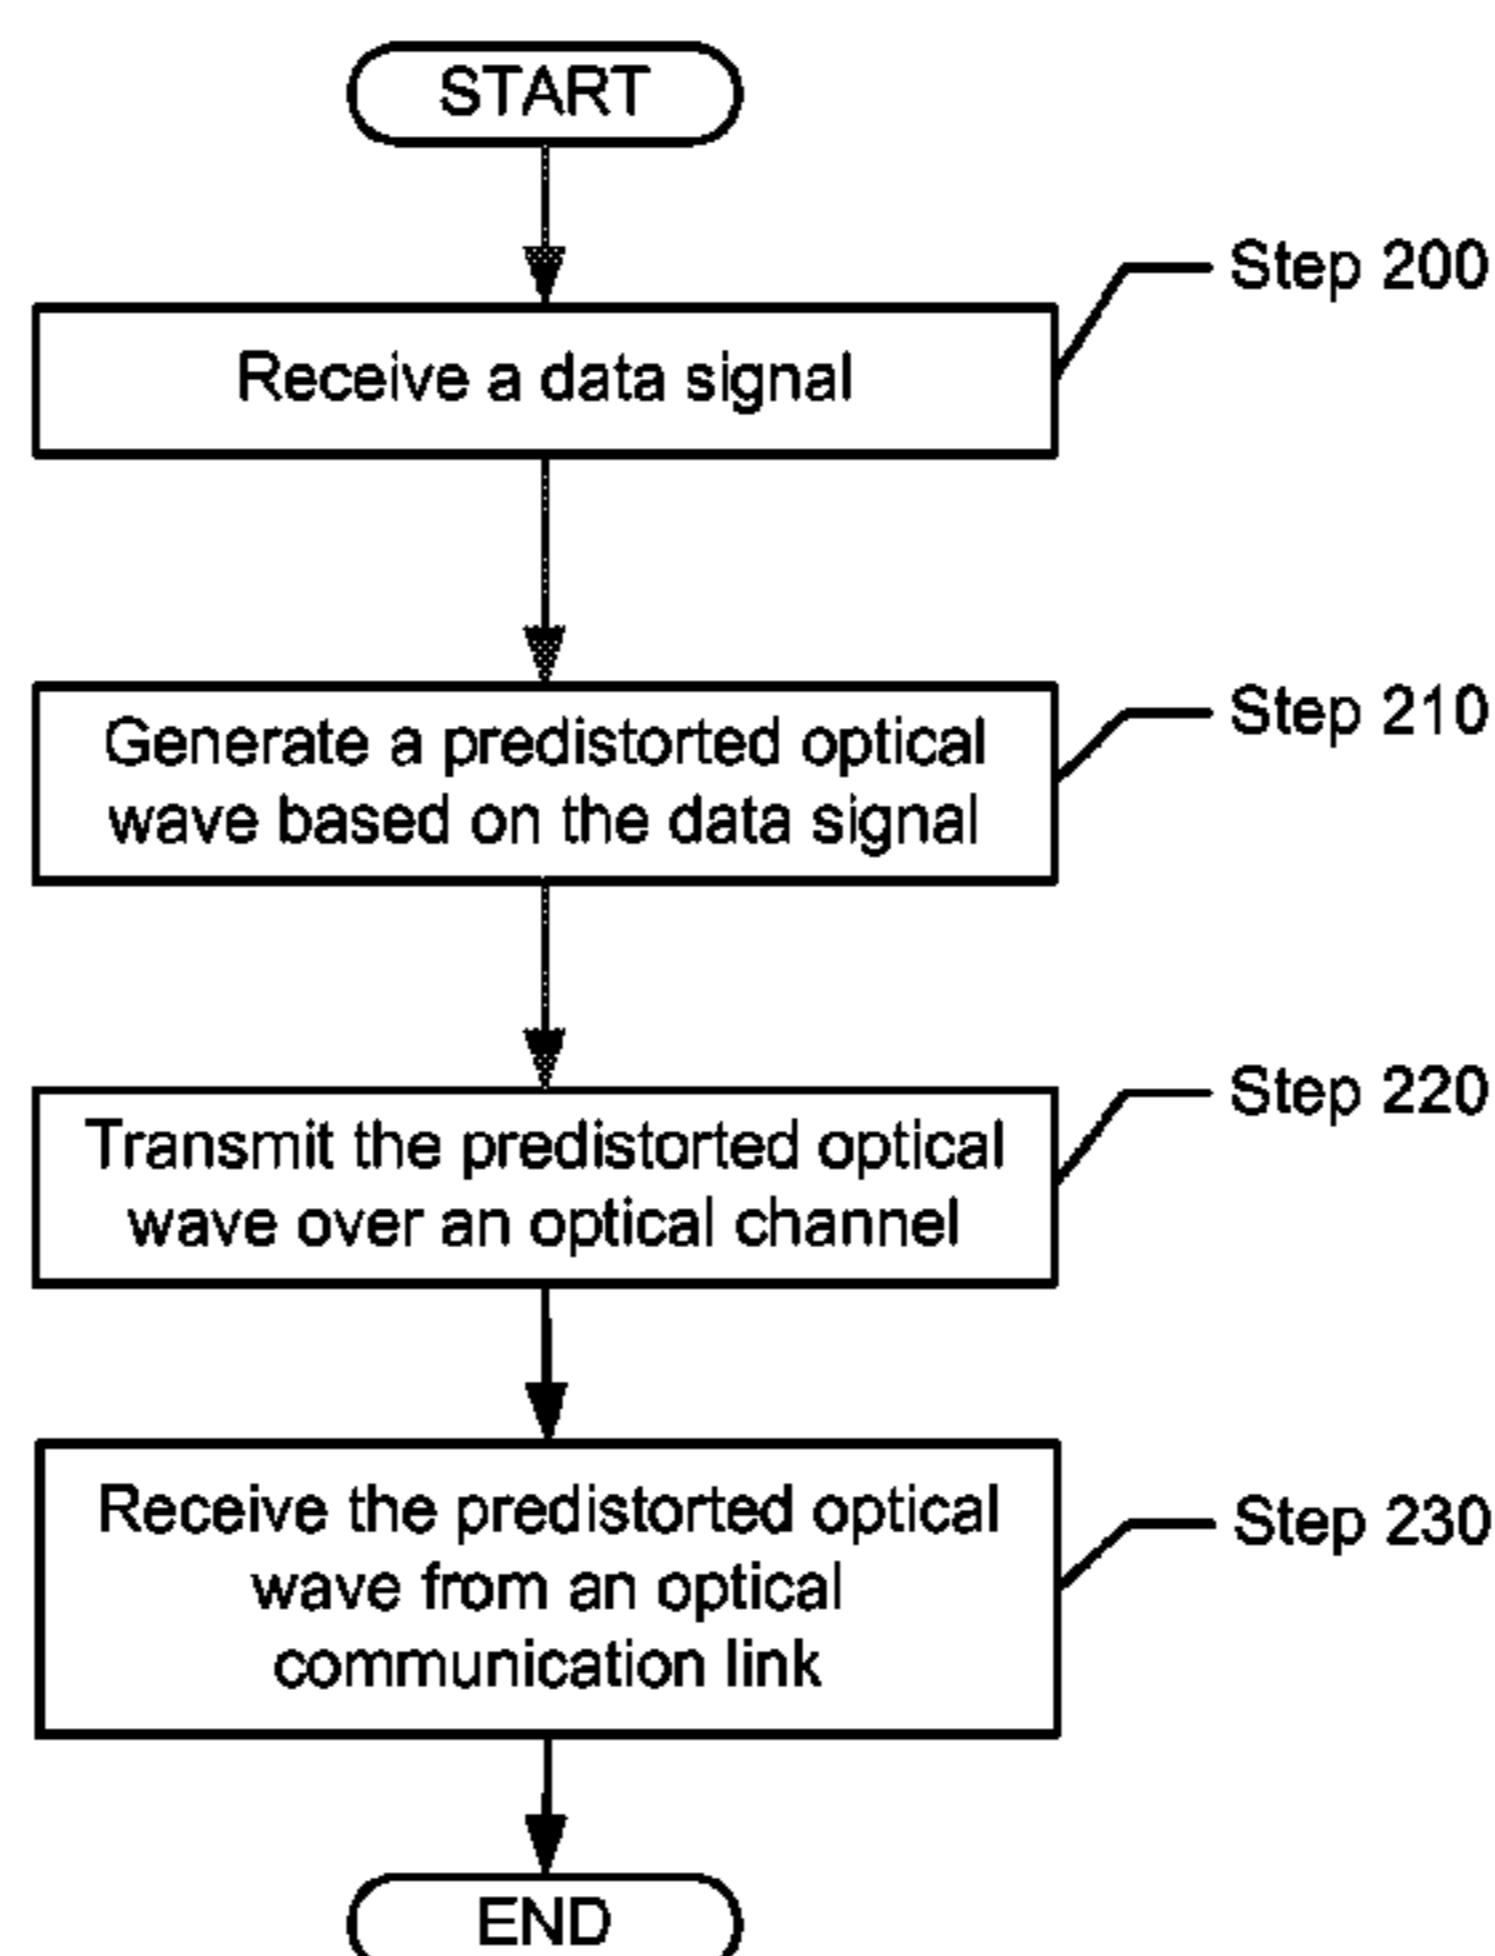 START
Step 200
Receive a data signal
Step 210
Generate a predistorted optical
wave based on the data signal
Step 220
Transmit the predistorted optical
wave over an optical channel
Step 230
Receive the predistorted optical
wave from an optical
communication link
END